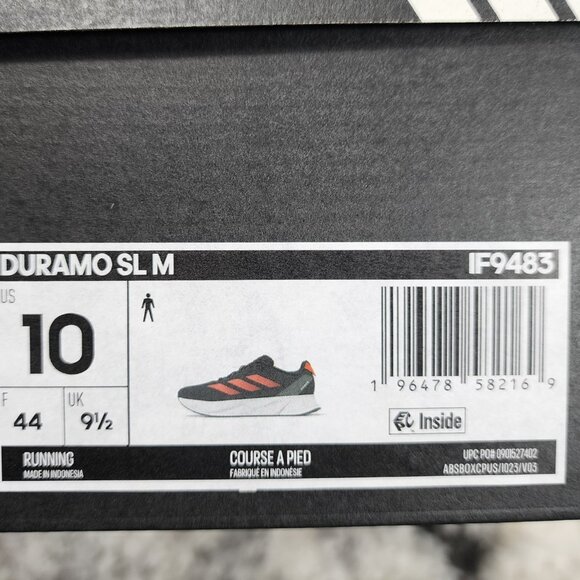 DURAMO SL M IF9483
US
10
F 44
UK 9½
1 96478 58216 9
Inside
RUNNING
MADE IN INDONESIA
COURSE A PIED
FABRIQUÉ EN INDONÉSIE
UPC PO# 0901527402
ABSBOXCPUS/1023/V03